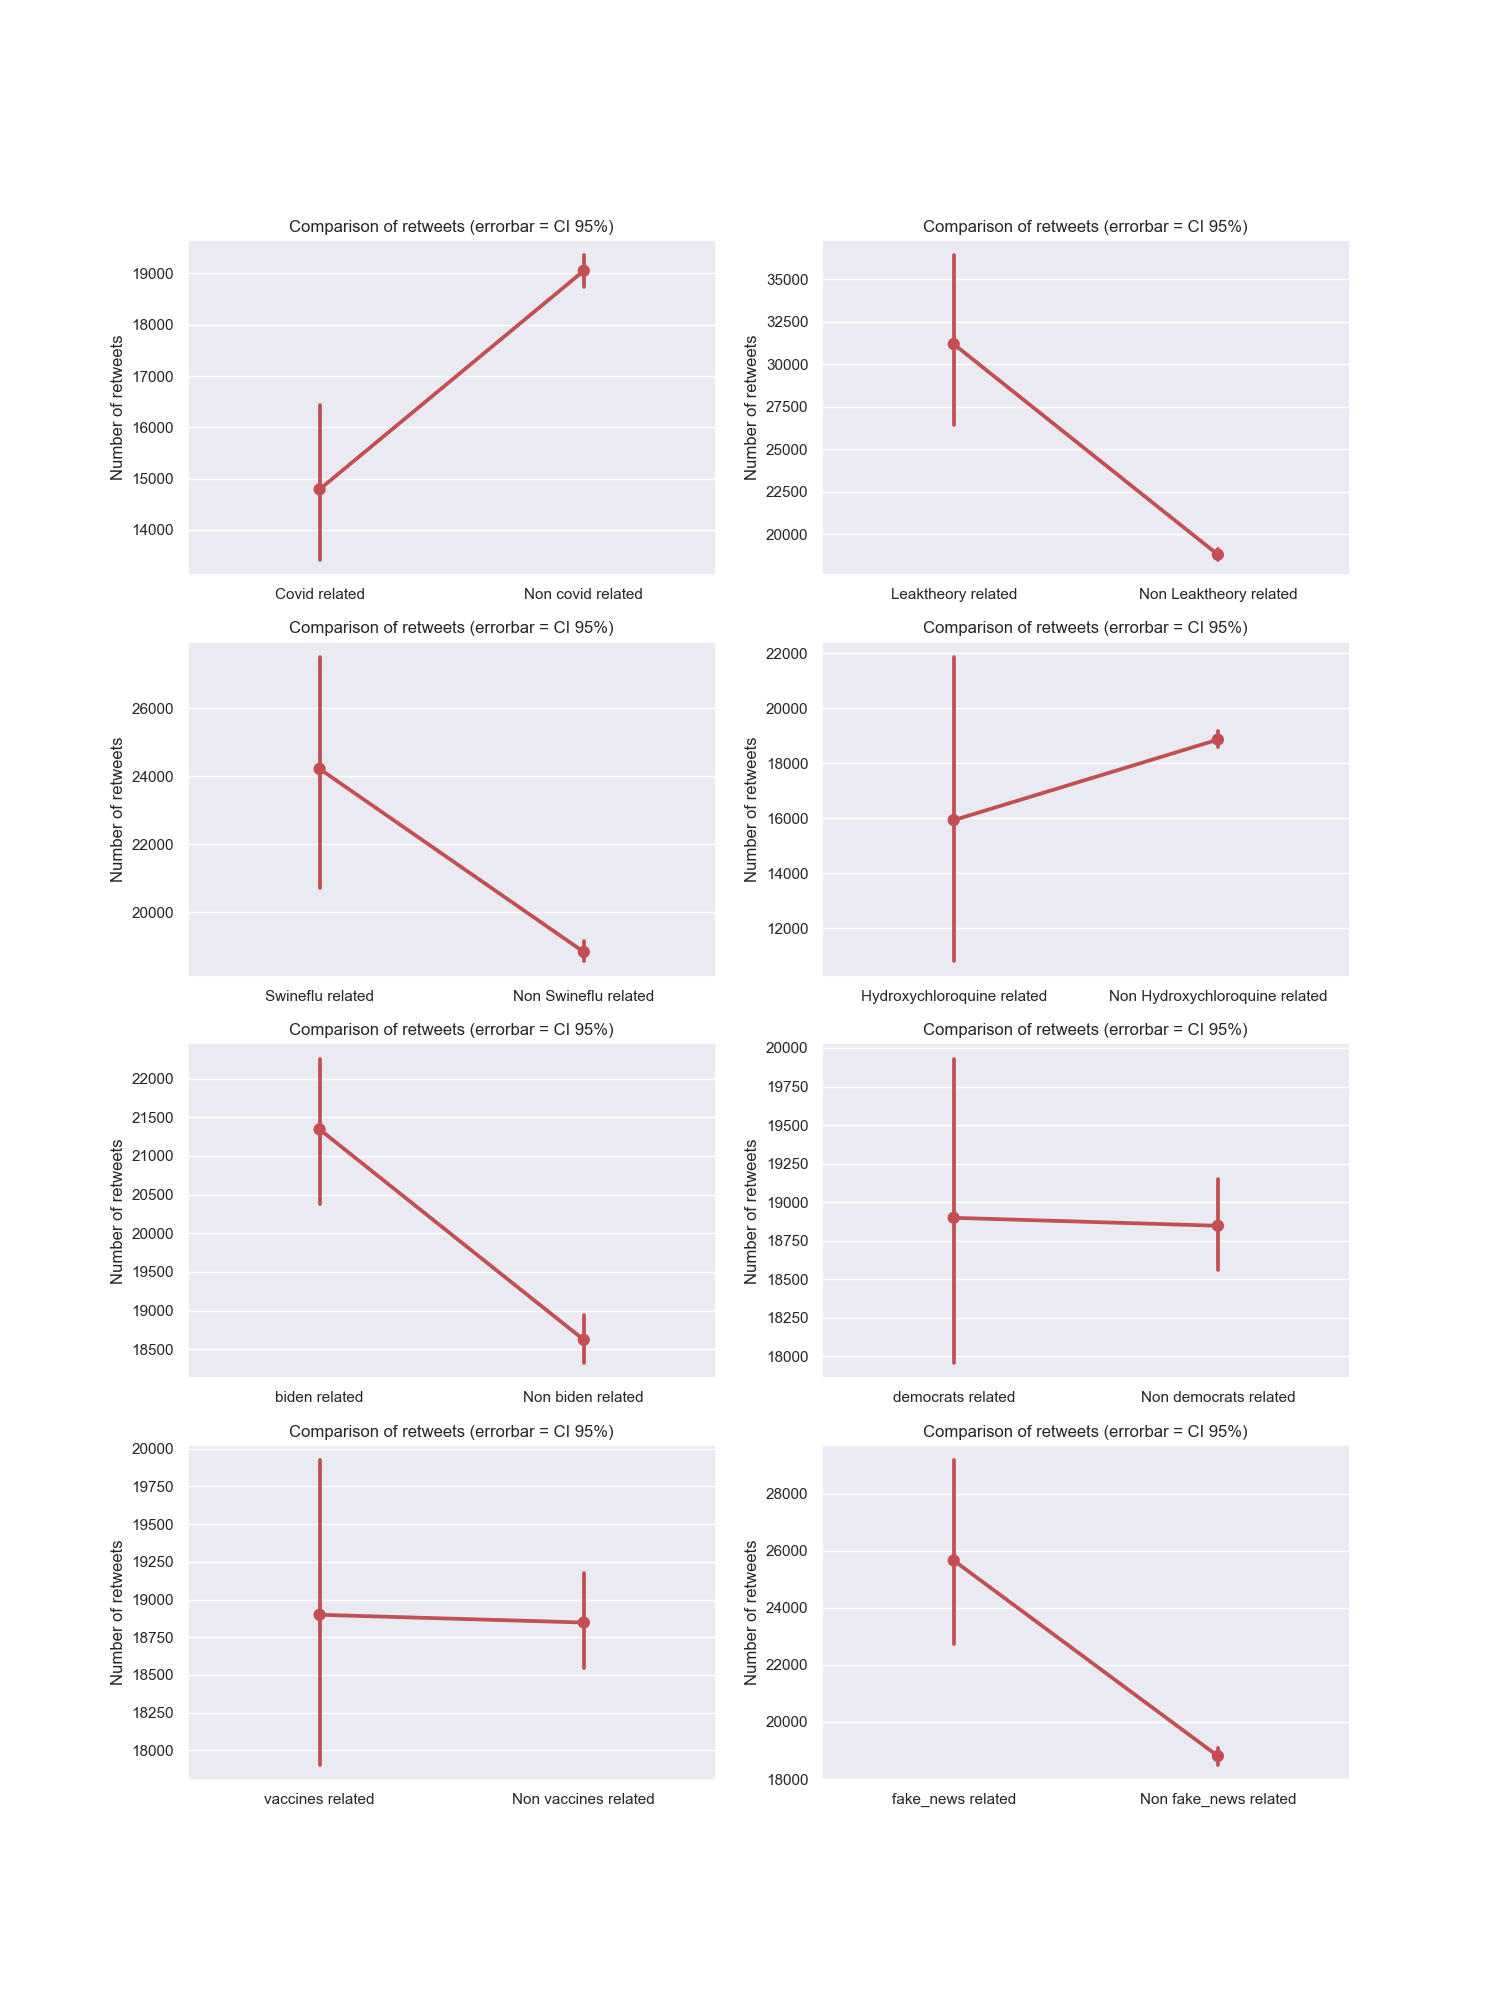 Comparison of retweets (errorbar = CI 95%)
Number of retweets
19000
18000
17000
16000
15000
14000
Covid related
Non covid related
Comparison of retweets (errorbar = CI 95%)
Number of retweets
35000
32500
30000
27500
25000
22500
20000
Leaktheory related
Non Leaktheory related
Comparison of retweets (errorbar = CI 95%)
Number of retweets
26000
24000
22000
20000
Swineflu related
Non Swineflu related
Comparison of retweets (errorbar = CI 95%)
Number of retweets
22000
20000
18000
16000
14000
12000
Hydroxychloroquine related
Non Hydroxychloroquine related
Comparison of retweets (errorbar = CI 95%)
Number of retweets
22000
21500
21000
20500
20000
19500
19000
18500
biden related
Non biden related
Comparison of retweets (errorbar = CI 95%)
Number of retweets
20000
19750
19500
19250
19000
18750
18500
18250
18000
democrats related
Non democrats related
Comparison of retweets (errorbar = CI 95%)
Number of retweets
20000
19750
19500
19250
19000
18750
18500
18250
18000
vaccines related
Non vaccines related
Comparison of retweets (errorbar = CI 95%)
Number of retweets
28000
26000
24000
22000
20000
18000
fake_news related
Non fake_news related